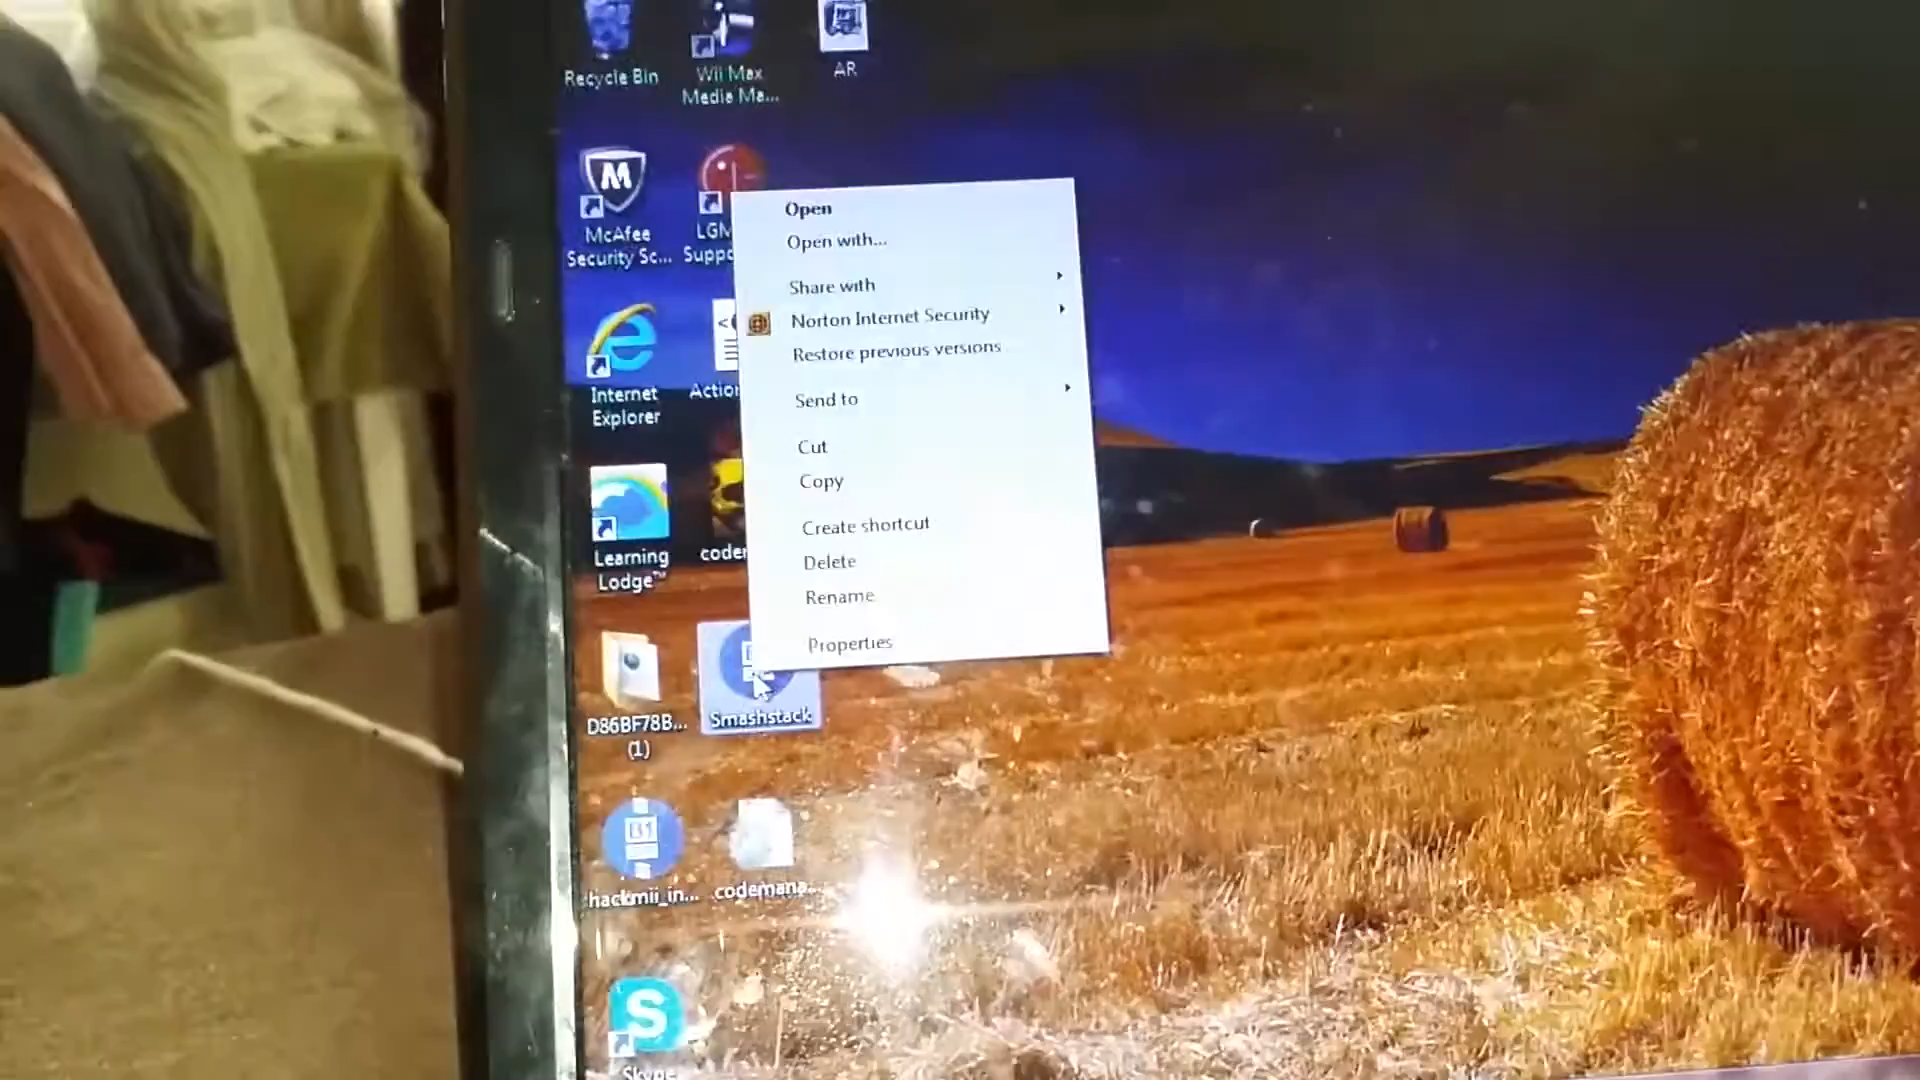 Recycle Bin
Wii Max
Media Ma...
AR
M
McAfee
Security Sc...
LGM
Suppo
Internet
Explorer
Action
Learning
Lodge™
coder
D86BF78B...
(1)
Smashstack
hackmii_in...
codemana...
S
Skype
Open
Open with...
Share with
Norton Internet Security
Restore previous versions
Send to
Cut
Copy
Create shortcut
Delete
Rename
Properties